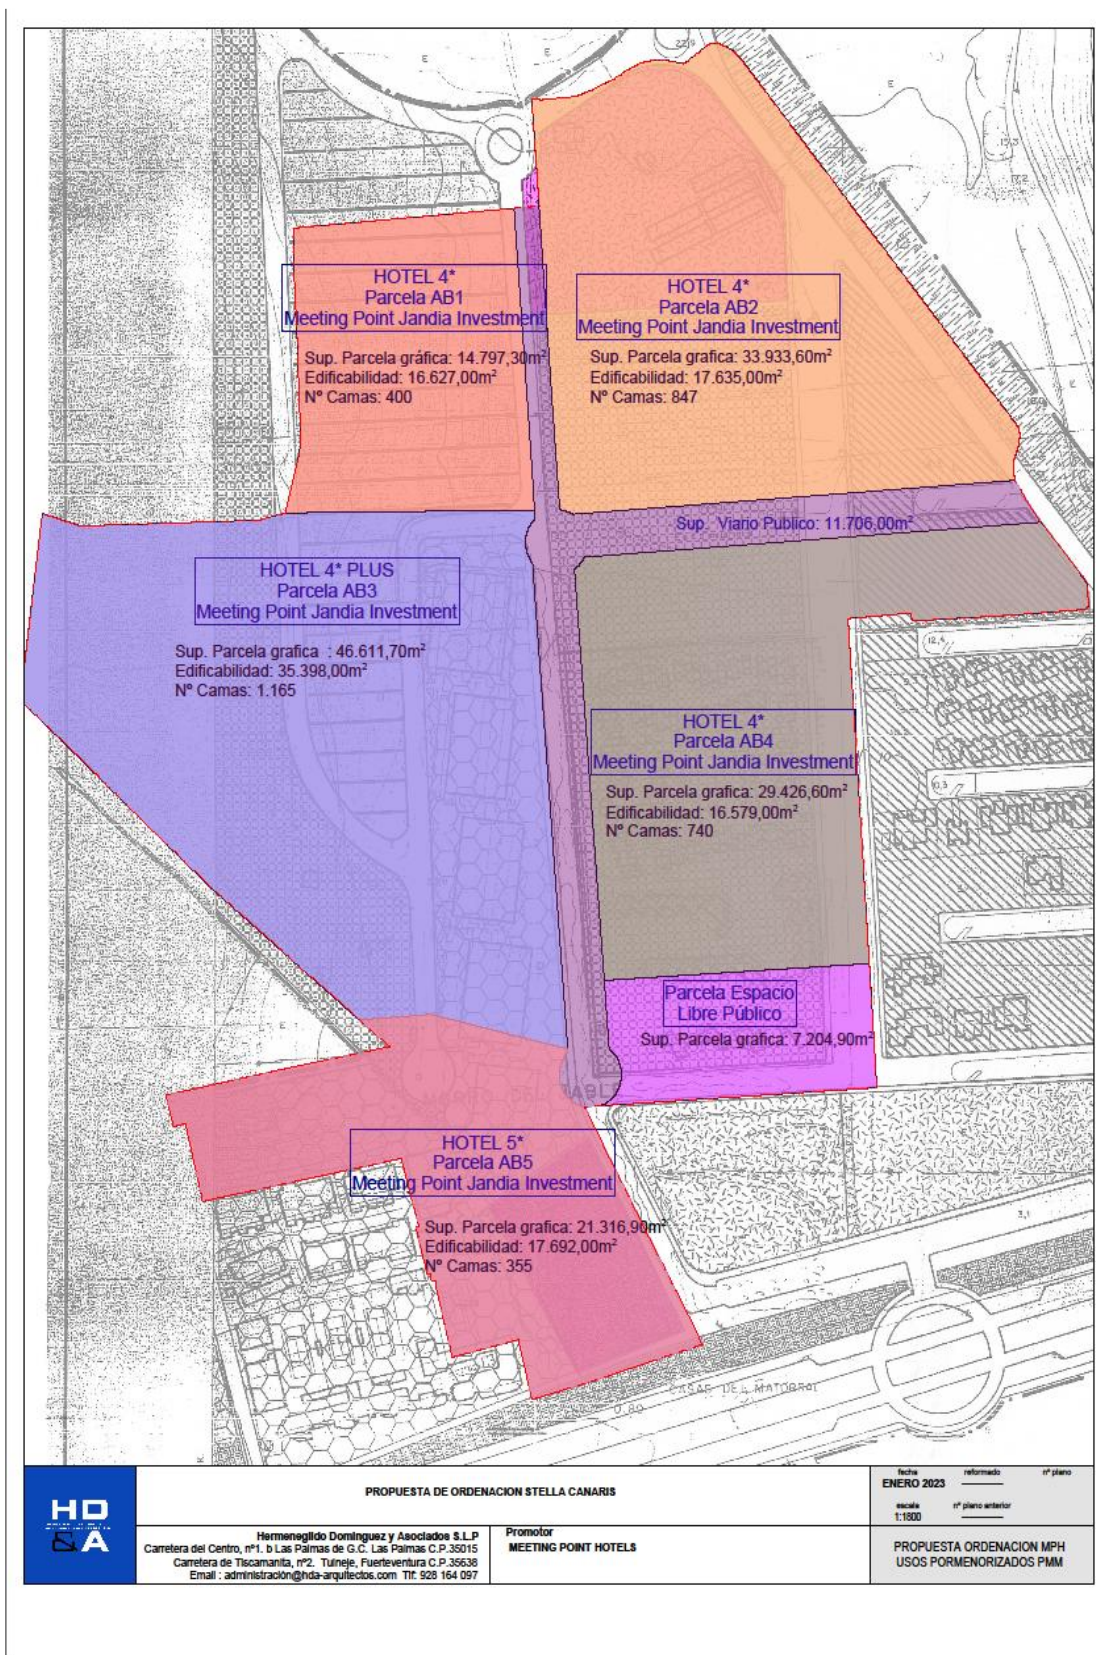 22,9
HOTEL 4*
Parcela AB1
Meeting Point Jandia Investment
Sup. Parcela gráfica: 14.797,30m²
Edificabilidad: 16.627,00m²
Nº Camas: 400
HOTEL 4*
Parcela AB2
Meeting Point Jandia Investment
Sup. Parcela grafica: 33.933,60m²
Edificabilidad: 17.635,00m²
Nº Camas: 847
Sup. Viario Publico: 11.706,00m²
HOTEL 4* PLUS
Parcela AB3
Meeting Point Jandia Investment
Sup. Parcela grafica : 46.611,70m²
Edificabilidad: 35.398,00m²
Nº Camas: 1.165
HOTEL 4*
Parcela AB4
Meeting Point Jandia Investment
Sup. Parcela grafica: 29.426,60m²
Edificabilidad: 16.579,00m²
Nº Camas: 740
Parcela Espacio
Libre Público
Sup. Parcela grafica: 7.204,90m²
HOTEL 5*
Parcela AB5
Meeting Point Jandia Investment
Sup. Parcela grafica: 21.316,90m²
Edificabilidad: 17.692,00m²
Nº Camas: 355
CASAS DEL MATORRAL
HD
& A
PROPUESTA DE ORDENACION STELLA CANARIS
Hermenegildo Domínguez y Asociados S.L.P
Carretera del Centro, nº1. b Las Palmas de G.C. Las Palmas C.P.35015
Carretera de Tiscamanita, nº2. Tuineje, Fuerteventura C.P.35638
Email : administración@hda-arquitectos.com Tlf: 928 164 097
Promotor
MEETING POINT HOTELS
fecha reformado nº plano
ENERO 2023
escala nº plano anterior
1:1800
PROPUESTA ORDENACION MPH
USOS PORMENORIZADOS PMM